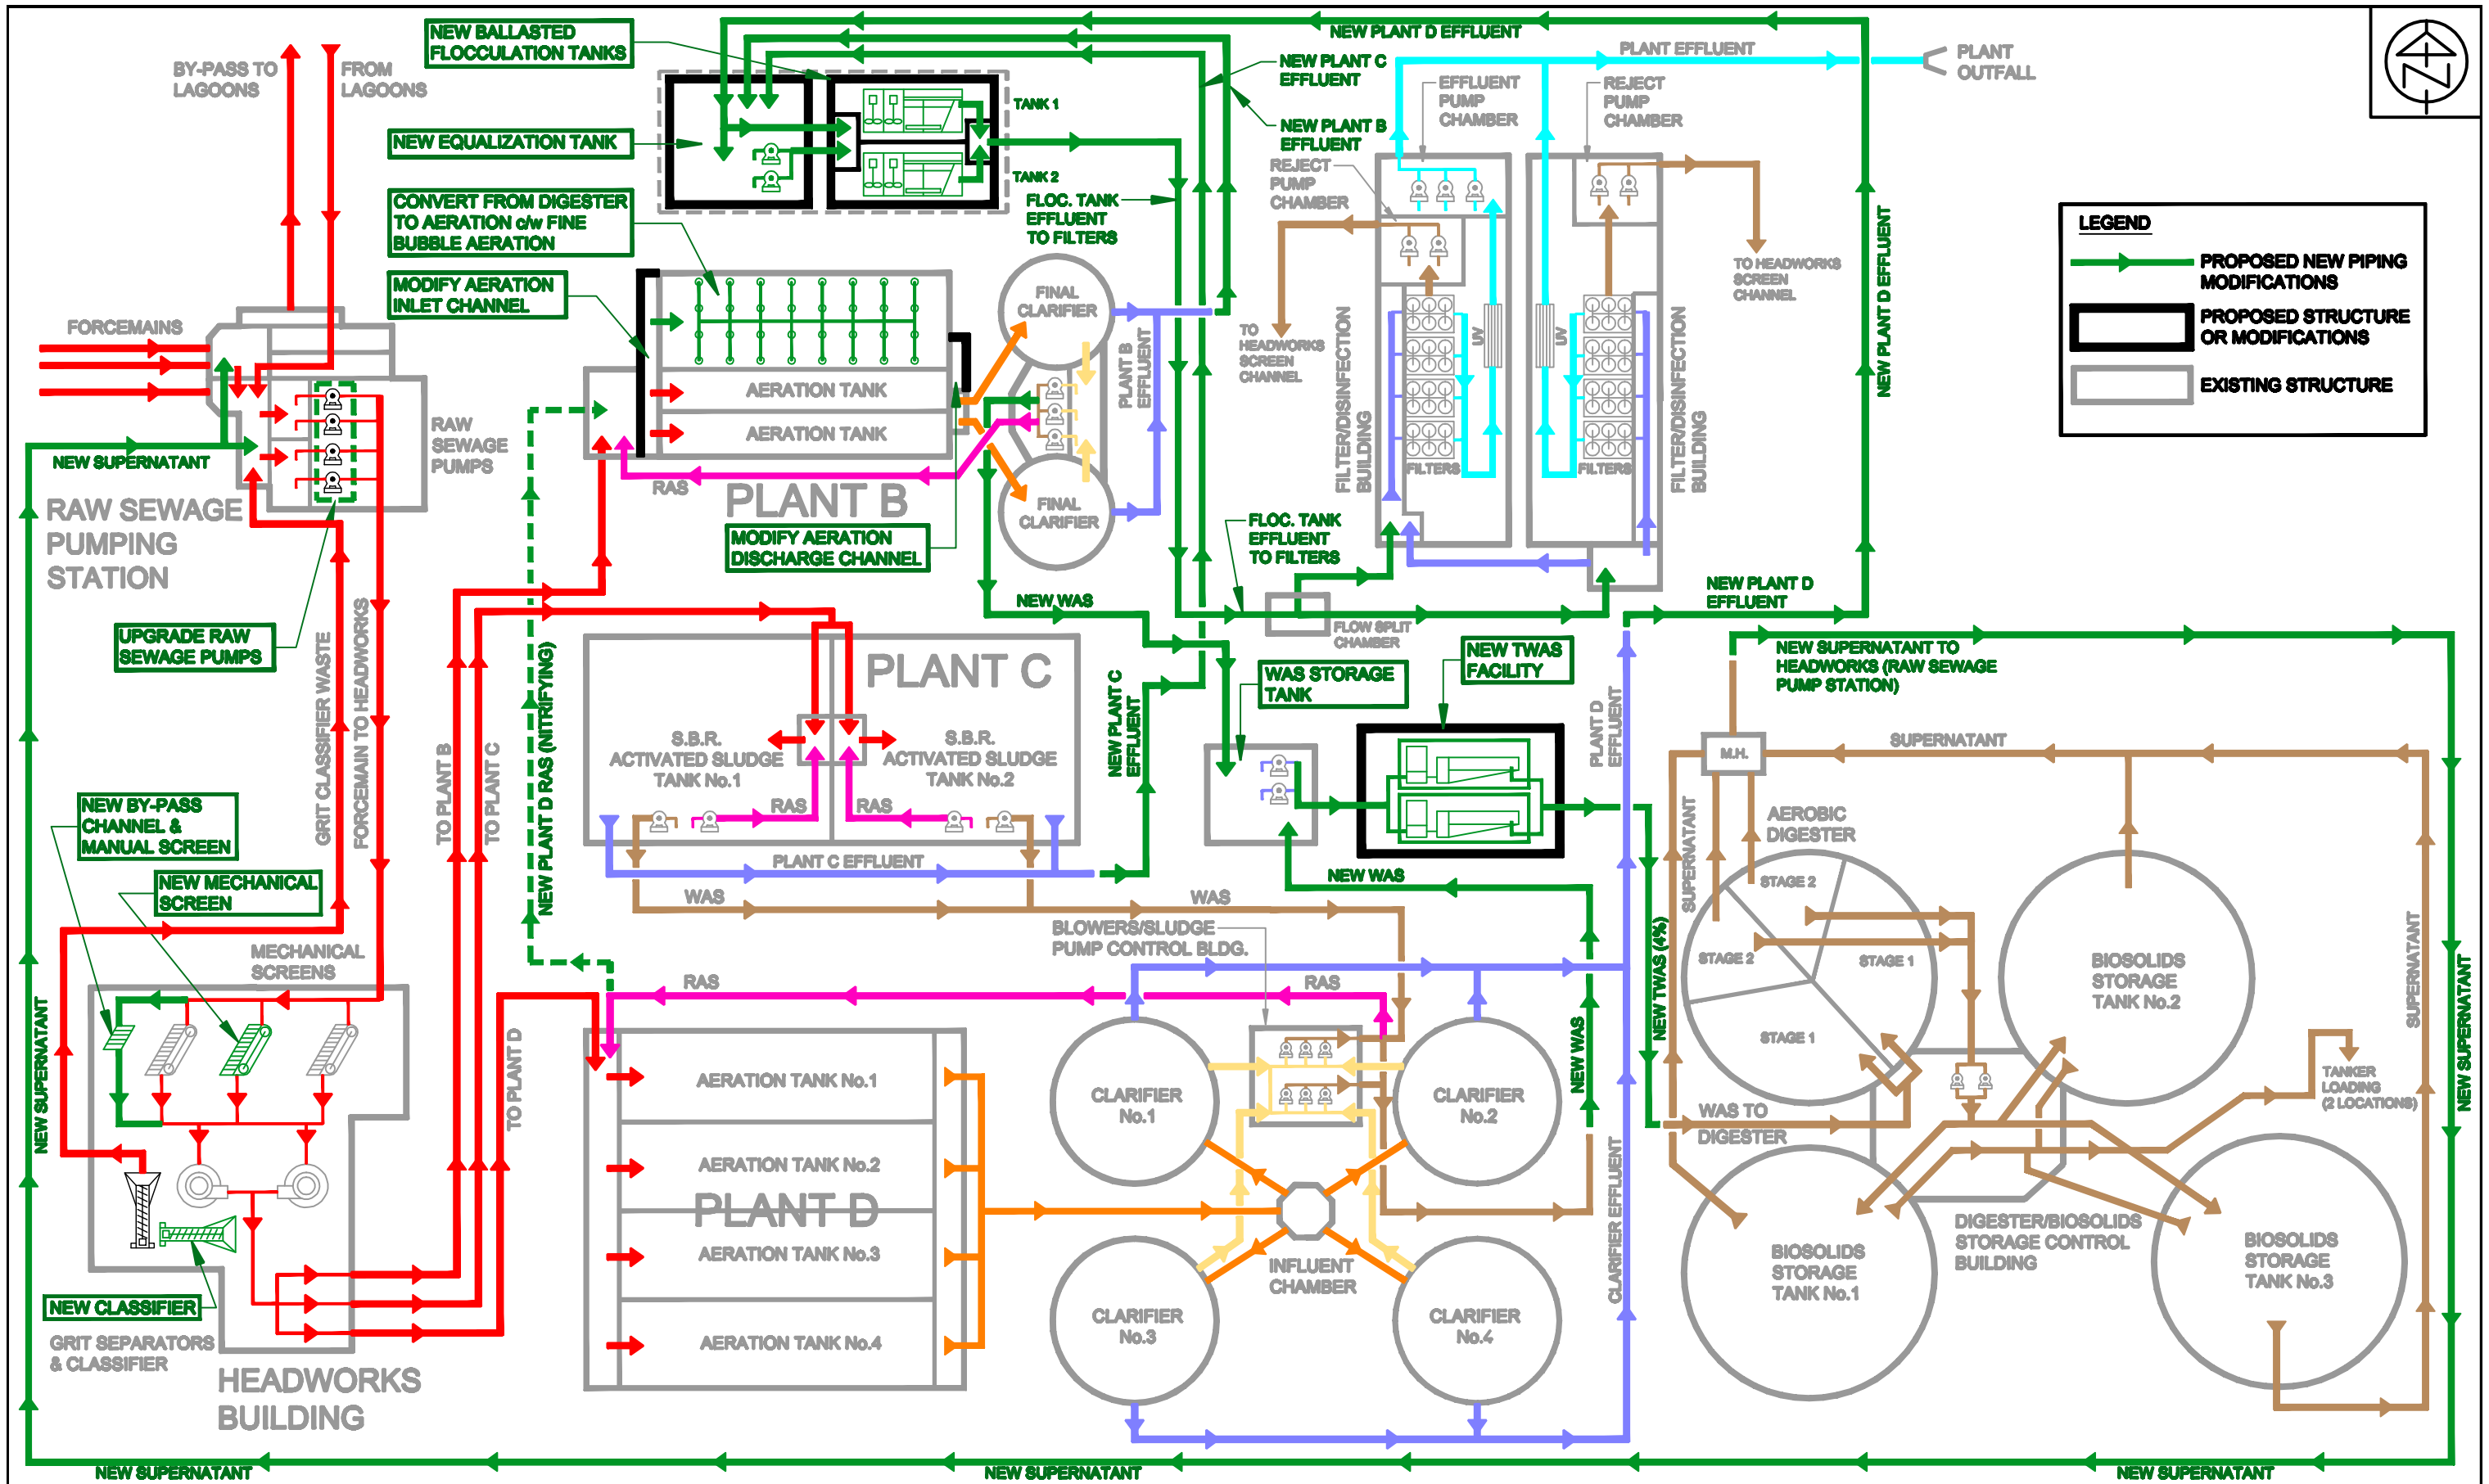 NEW BALLASTED
FLOCCULATION TANKS
NEW PLANT D EFFLUENT
BY-PASS TO
LAGOONS
FROM
LAGOONS
NEW PLANT C
EFFLUENT
PLANT EFFLUENT
PLANT
OUTFALL
EFFLUENT
PUMP
CHAMBER
REJECT
PUMP
CHAMBER
N
TANK 1
NEW EQUALIZATION TANK
NEW PLANT B
EFFLUENT
REJECT
PUMP
CHAMBER
TANK 2
CONVERT FROM DIGESTER
TO AERATION c/w FINE
BUBBLE AERATION
FLOC. TANK
EFFLUENT
TO FILTERS
NEW PLANT D EFFLUENT
LEGEND
PROPOSED NEW PIPING
MODIFICATIONS
PROPOSED STRUCTURE
OR MODIFICATIONS
EXISTING STRUCTURE
TO HEADWORKS
SCREEN
CHANNEL
MODIFY AERATION
INLET CHANNEL
FINAL
CLARIFIER
FORCEMAINS
TO
HEADWORKS
SCREEN
CHANNEL
PLANT B
EFFLUENT
UV
UV
FILTER/DISINFECTION
BUILDING
FILTER/DISINFECTION
BUILDING
AERATION TANK
AERATION TANK
RAW
SEWAGE
PUMPS
NEW SUPERNATANT
FILTERS
FILTERS
RAS
PLANT B
FINAL
CLARIFIER
RAW SEWAGE
PUMPING
STATION
MODIFY AERATION
DISCHARGE CHANNEL
FLOC. TANK
EFFLUENT
TO FILTERS
NEW PLANT D
EFFLUENT
NEW WAS
FLOW SPLIT
CHAMBER
UPGRADE RAW
SEWAGE PUMPS
GRIT CLASSIFIER WASTE
FORCEMAIN TO HEADWORKS
TO PLANT B
TO PLANT C
NEW PLANT D RAS (NITRIFYING)
PLANT C
NEW TWAS
FACILITY
WAS STORAGE
TANK
NEW SUPERNATANT TO
HEADWORKS (RAW SEWAGE
PUMP STATION)
NEW PLANT C
EFFLUENT
PLANT D
EFFLUENT
S.B.R.
ACTIVATED SLUDGE
TANK No.1
S.B.R.
ACTIVATED SLUDGE
TANK No.2
M.H.
SUPERNATANT
RAS
RAS
NEW BY-PASS
CHANNEL &
MANUAL SCREEN
AEROBIC
DIGESTER
SUPERNATANT
PLANT C EFFLUENT
NEW MECHANICAL
SCREEN
NEW WAS
STAGE 2
WAS
WAS
BLOWERS/SLUDGE
PUMP CONTROL BLDG.
NEW TWAS (4%)
SUPERNATANT
MECHANICAL
SCREENS
STAGE 2
STAGE 1
BIOSOLIDS
STORAGE
TANK No.2
RAS
RAS
NEW SUPERNATANT
NEW SUPERNATANT
TO PLANT D
NEW WAS
STAGE 1
AERATION TANK No.1
CLARIFIER
No.1
CLARIFIER
No.2
TANKER
LOADING
(2 LOCATIONS)
WAS TO
DIGESTER
AERATION TANK No.2
PLANT D
CLARIFIER EFFLUENT
AERATION TANK No.3
INFLUENT
CHAMBER
DIGESTER/BIOSOLIDS
STORAGE CONTROL
BUILDING
BIOSOLIDS
STORAGE
TANK No.1
BIOSOLIDS
STORAGE
TANK No.3
NEW CLASSIFIER
GRIT SEPARATORS
& CLASSIFIER
AERATION TANK No.4
CLARIFIER
No.3
CLARIFIER
No.4
HEADWORKS
BUILDING
NEW SUPERNATANT
NEW SUPERNATANT
NEW SUPERNATANT